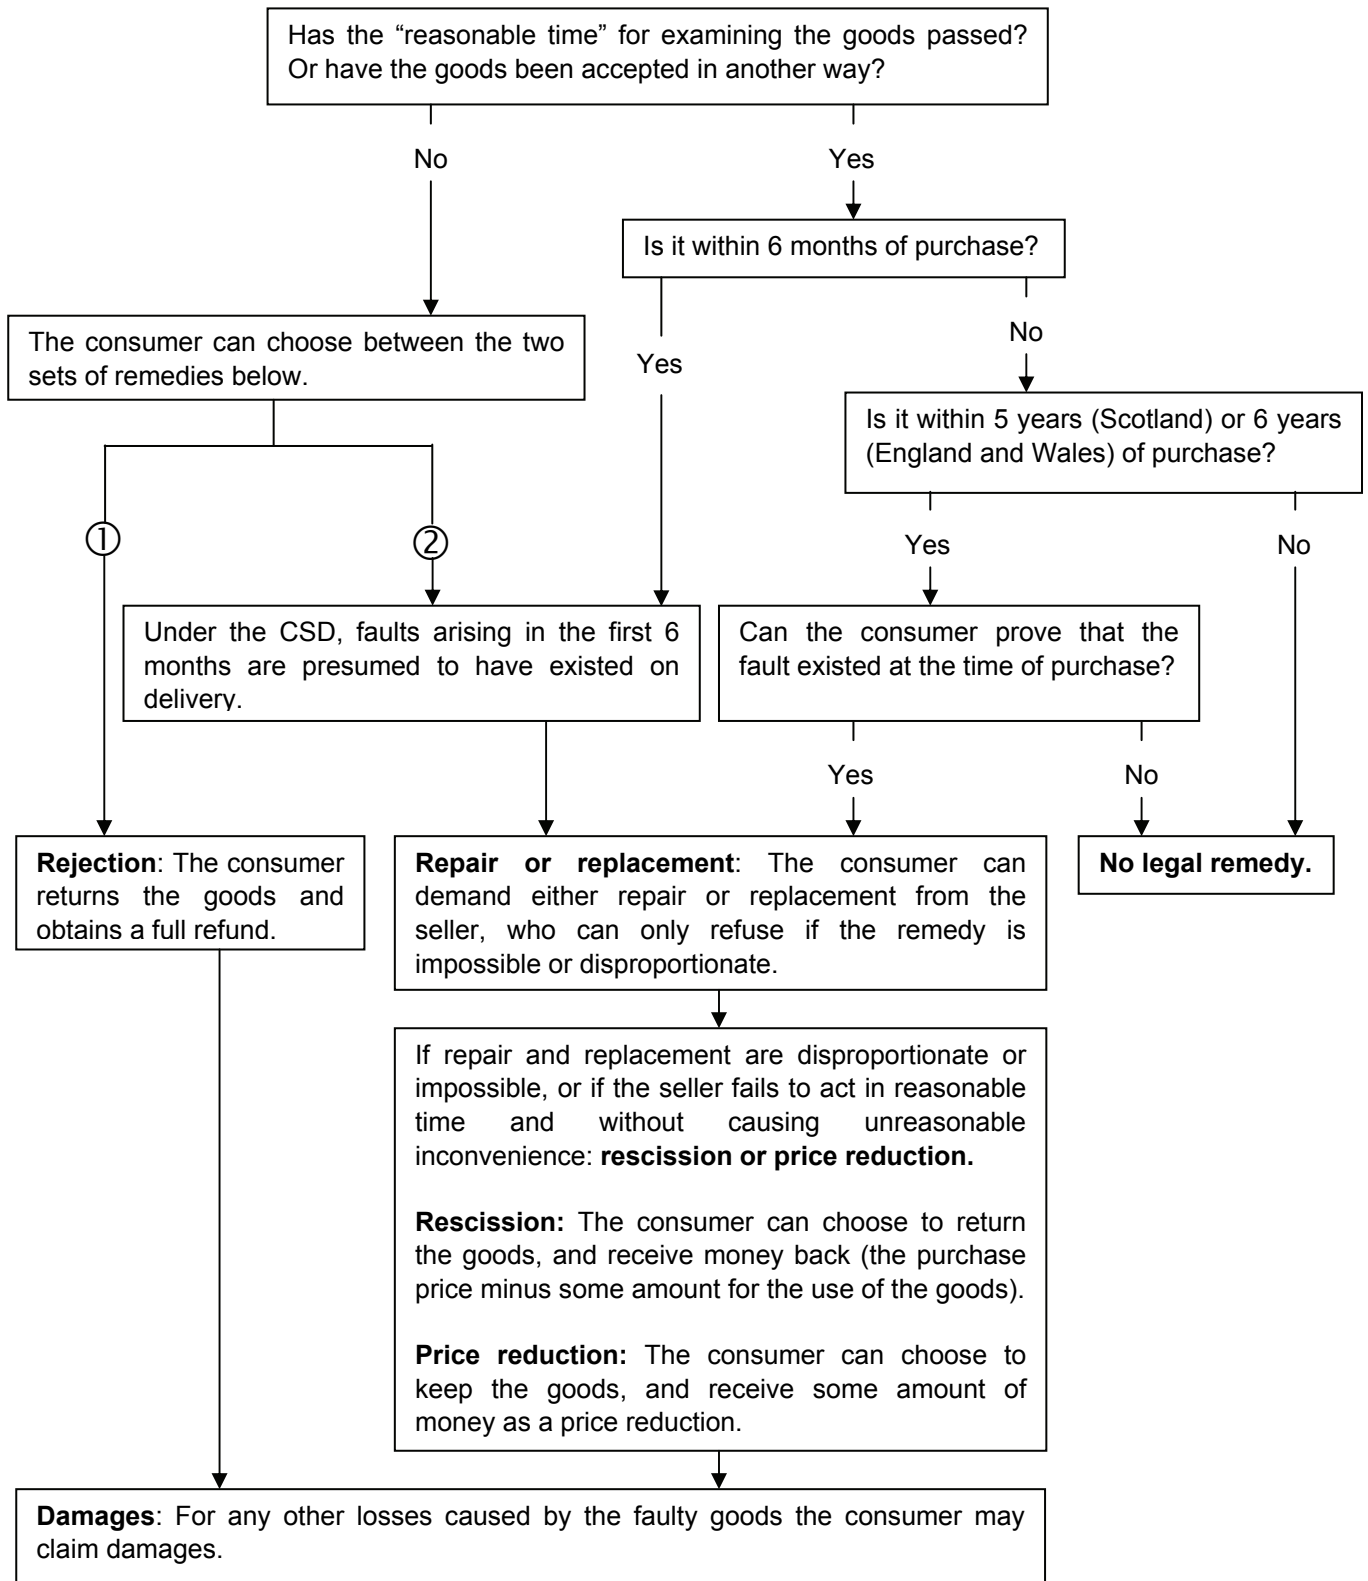 Has the “reasonable time” for examining the goods passed?
Or have the goods been accepted in another way?
No
Yes
Is it within 6 months of purchase?
The consumer can choose between the two
sets of remedies below.
Yes
No
Is it within 5 years (Scotland) or 6 years
(England and Wales) of purchase?
①
②
Yes
No
Under the CSD, faults arising in the first 6
months are presumed to have existed on
delivery.
Can the consumer prove that the
fault existed at the time of purchase?
Yes
No
Rejection: The consumer
returns the goods and
obtains a full refund.
Repair or replacement: The consumer can
demand either repair or replacement from the
seller, who can only refuse if the remedy is
impossible or disproportionate.
No legal remedy.
If repair and replacement are disproportionate or
impossible, or if the seller fails to act in reasonable
time and without causing unreasonable
inconvenience: rescission or price reduction.
Rescission: The consumer can choose to return
the goods, and receive money back (the purchase
price minus some amount for the use of the goods).
Price reduction: The consumer can choose to
keep the goods, and receive some amount of
money as a price reduction.
Damages: For any other losses caused by the faulty goods the consumer may
claim damages.